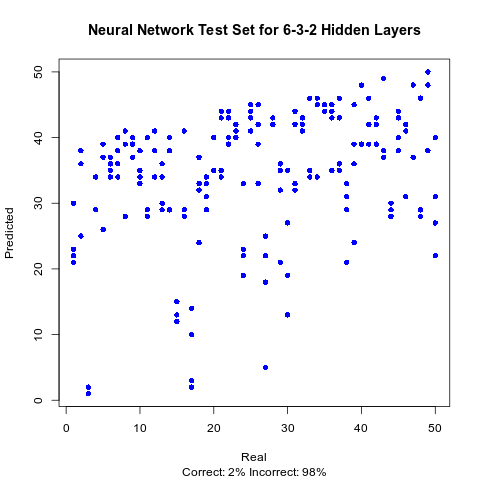 Neural Network Test Set for 6-3-2 Hidden Layers
50
40
30
20
10
0
Predicted
0 10 20 30 40 50
Real
Correct: 2% Incorrect: 98%